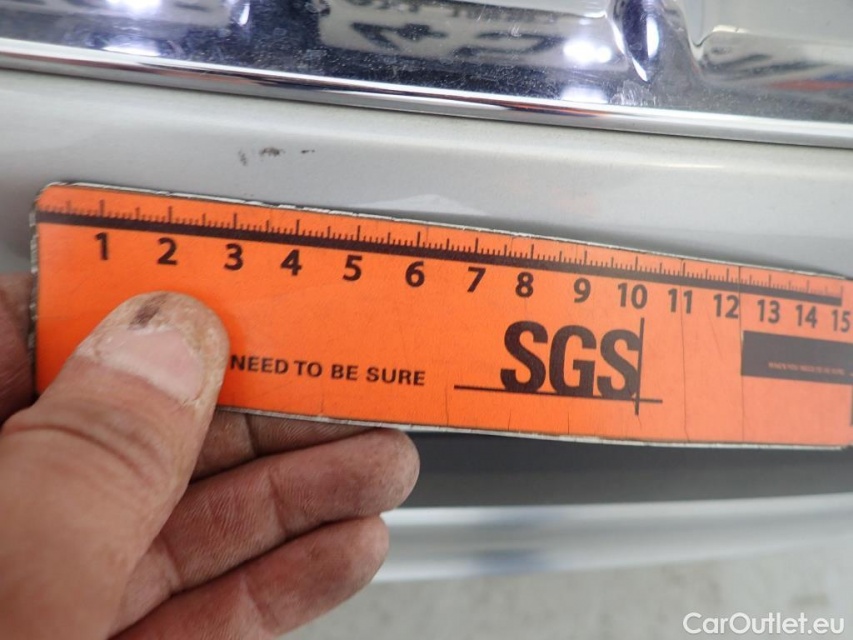 1 2 3 4 5 6 7 8 9 10 11 12 13 14 15
SGS
NEED TO BE SURE
CarOutlet.eu